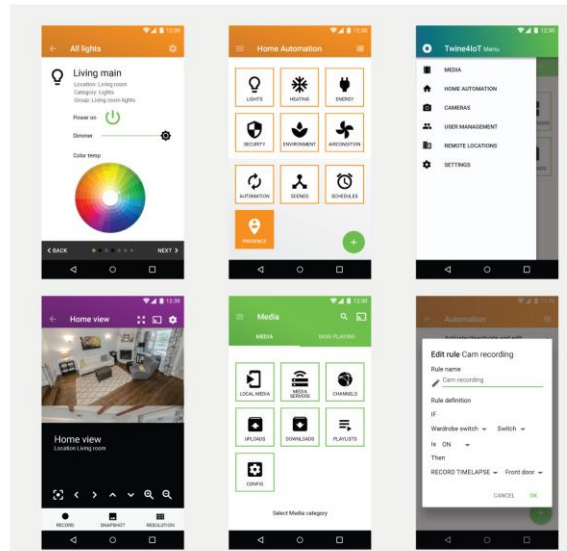 12:30
All lights
Living main
Location: Living room
Category: Lights
Group: Living room lights
Power on
Dimmer
Color temp
BACK
NEXT
12:30
Home Automation
LIGHTS
HEATING
ENERGY
SECURITY
ENVIRONMENT
AIRCONDITION
AUTOMATION
SCENES
SCHEDULES
PRESENCE
12:30
Twine4IoT Menu
MEDIA
HOME AUTOMATION
CAMERAS
USER MANAGEMENT
REMOTE LOCATIONS
SETTINGS
12:30
Home view
Home view
Location Living room
RECORD
SNAPSHOT
RESOLUTION
12:30
Media
MEDIA
NOW PLAYING
LOCAL MEDIA
MEDIA
SERVERS
CHANNELS
UPLOADS
DOWNLOADS
PLAYLISTS
CONFIG
Select Media category
12:30
Automation
Edit rule Cam recording
Rule name
Cam recording
Rule definition
IF
Wardrobe switch Switch
Is ON
Then
RECORD TIMELAPSE Front door
CANCEL OK